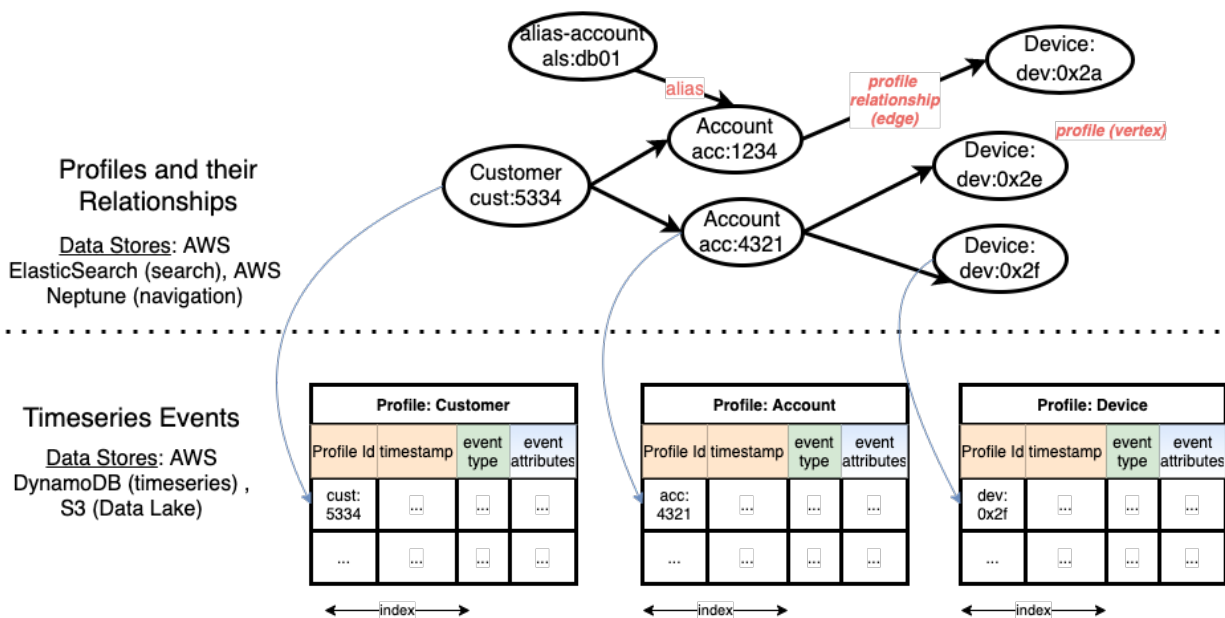 alias-account
als:db01
alias
profile
relationship
(edge)
Device:
dev:0x2a
profile (vertex)
Account
acc:1234
Device:
dev:0x2e
Customer
cust:5334
Account
acc:4321
Device:
dev:0x2f
Profiles and their
Relationships
Data Stores: AWS
ElasticSearch (search), AWS
Neptune (navigation)
Timeseries Events
Data Stores: AWS
DynamoDB (timeseries) ,
S3 (Data Lake)
Profile: Customer
Profile Id timestamp event type event attributes
cust:
5334 ... ... ...
... ... ... ...
index
Profile: Account
Profile Id timestamp event type event attributes
acc:
4321 ... ... ...
... ... ... ...
index
Profile: Device
Profile Id timestamp event type event attributes
dev:
0x2f ... ... ...
... ... ... ...
index